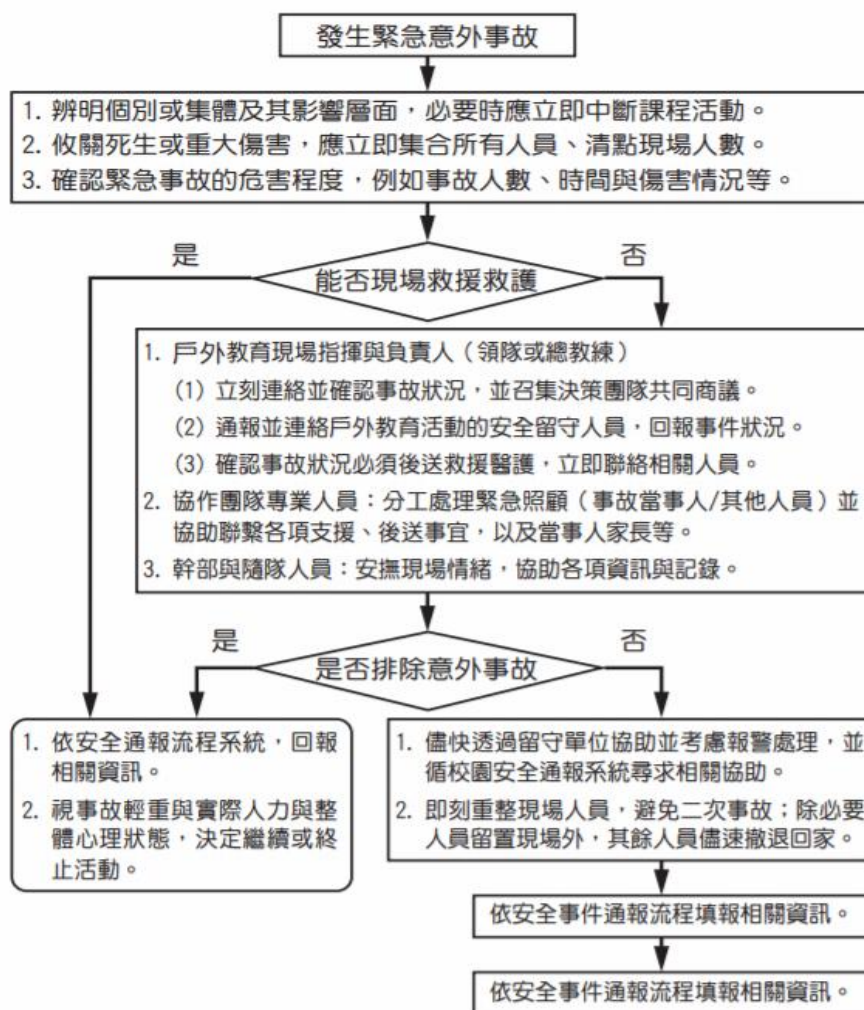 發生緊急意外事故
1. 辨明個別或集體及其影響層面，必要時應立即中斷課程活動。
2. 攸關死生或重大傷害，應立即集合所有人員、清點現場人數。
3. 確認緊急事故的危害程度，例如事故人數、時間與傷害情況等。
是
能否現場救援救護
否
1. 戶外教育現場指揮與負責人（領隊或總教練）
(1) 立刻連絡並確認事故狀況，並召集決策團隊共同商議。
(2) 通報並連絡戶外教育活動的安全留守人員，回報事件狀況。
(3) 確認事故狀況必須後送救援醫護，立即聯絡相關人員。
2. 協作團隊專業人員：分工處理緊急照顧（事故當事人/其他人員）並
協助聯繫各項支援、後送事宜，以及當事人家長等。
3. 幹部與隨隊人員：安撫現場情緒，協助各項資訊與記錄。
是
是否排除意外事故
否
1. 依安全通報流程系統，回報
相關資訊。
2. 視事故輕重與實際人力與整
體心理狀態，決定繼續或終
止活動。
1. 儘快透過留守單位協助並考慮報警處理，並
循校園安全通報系統尋求相關協助。
2. 即刻重整現場人員，避免二次事故；除必要
人員留置現場外，其餘人員儘速撤退回家。
依安全事件通報流程填報相關資訊。
依安全事件通報流程填報相關資訊。